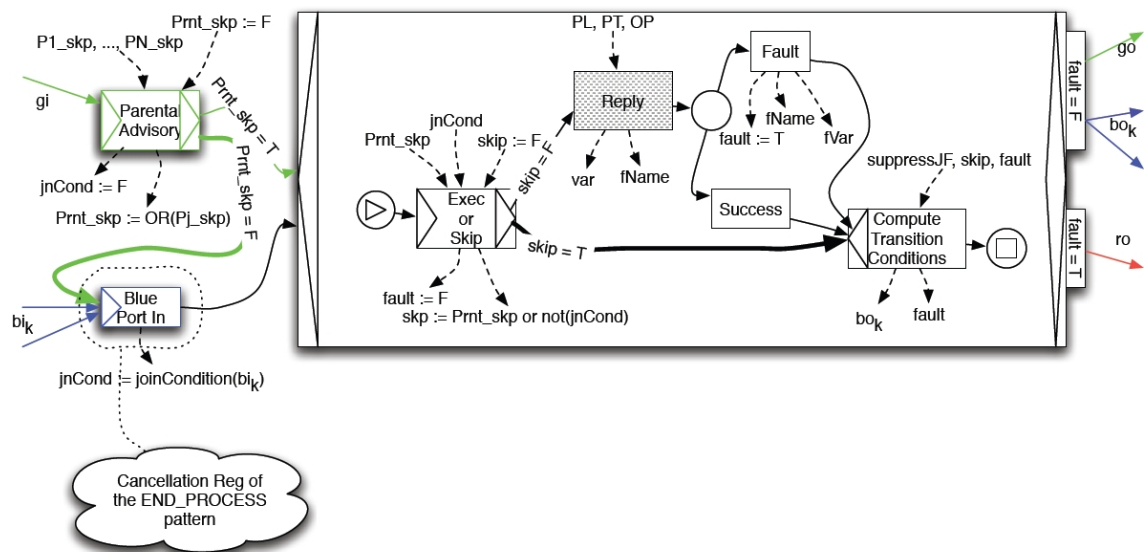 Prnt_skp := F
P1_skp, ..., PN_skp
gi
Parental
Advisory
Prnt_skp = T
Prnt_skp = F
jnCond := F
Prnt_skp := OR(Pj_skp)
Blue
Port In
bik
jnCond := joinCondition(bik)
Cancellation Reg of
the END_PROCESS
pattern
PL, PT, OP
Reply
var
fName
Fault
fault := T
fName
fVar
jnCond
Prnt_skp
skip := F
skip = F
Exec
or
Skip
skip = T
fault := F
skp := Prnt_skp or not(jnCond)
Success
suppressJF, skip, fault
Compute
Transition
Conditions
bok
fault
fault = F
fault = T
go
bok
ro